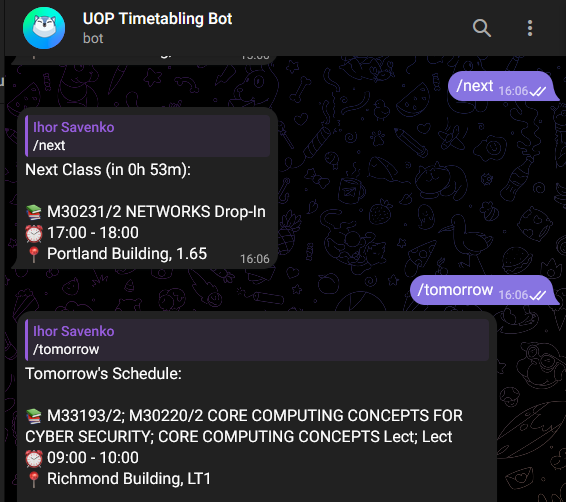 UOP Timetabling Bot
bot
/next 16:06
Ihor Savenko
/next
Next Class (in 0h 53m):
M30231/2 NETWORKS Drop-In
17:00 - 18:00
Portland Building, 1.65 16:06
/tomorrow 16:06
Ihor Savenko
/tomorrow
Tomorrow's Schedule:
M33193/2; M30220/2 CORE COMPUTING CONCEPTS FOR
CYBER SECURITY; CORE COMPUTING CONCEPTS Lect; Lect
09:00 - 10:00
Richmond Building, LT1